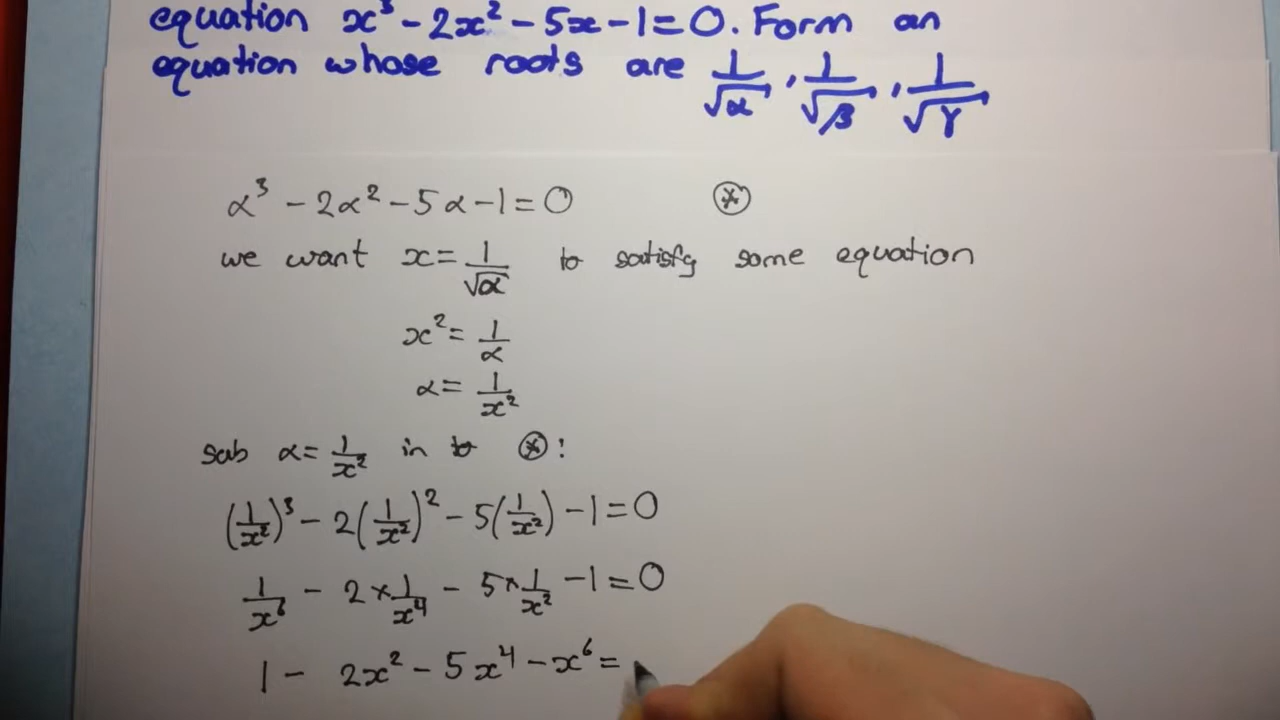 equation x³ - 2x² - 5x - 1 = 0. Form an
equation whose roots are 1/√α, 1/√β, 1/√γ
α³ - 2α² - 5α - 1 = 0 ⊛
we want x = 1/√α to satisfy some equation
x² = 1/α
α = 1/x²
sub α = 1/x² in to ⊛:
(1/x²)³ - 2(1/x²)² - 5(1/x²) - 1 = 0
1/x⁶ - 2 × 1/x⁴ - 5 × 1/x² - 1 = 0
1 - 2x² - 5x⁴ - x⁶ =